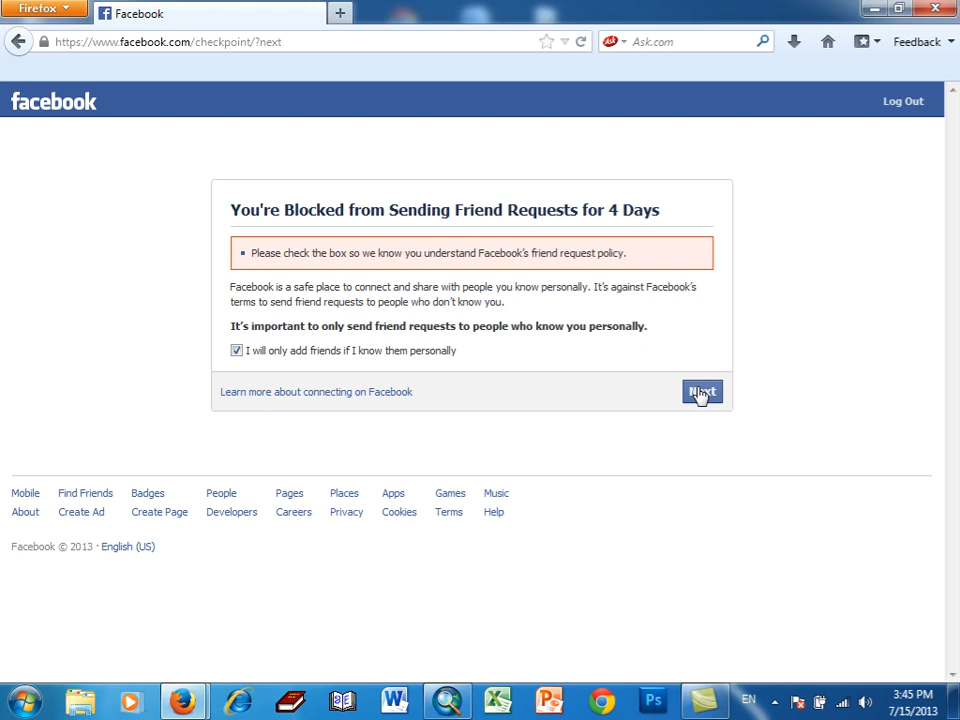 Firefox
Facebook
https://www.facebook.com/checkpoint/?next
Ask.com
Feedback
facebook
Log Out
You're Blocked from Sending Friend Requests for 4 Days
Please check the box so we know you understand Facebook's friend request policy.
Facebook is a safe place to connect and share with people you know personally. It's against Facebook's
terms to send friend requests to people who don't know you.
It's important to only send friend requests to people who know you personally.
I will only add friends if I know them personally
Learn more about connecting on Facebook
Next
Mobile Find Friends Badges People Pages Places Apps Games Music
About Create Ad Create Page Developers Careers Privacy Cookies Terms Help
Facebook © 2013 · English (US)
EN
3:45 PM
7/15/2013